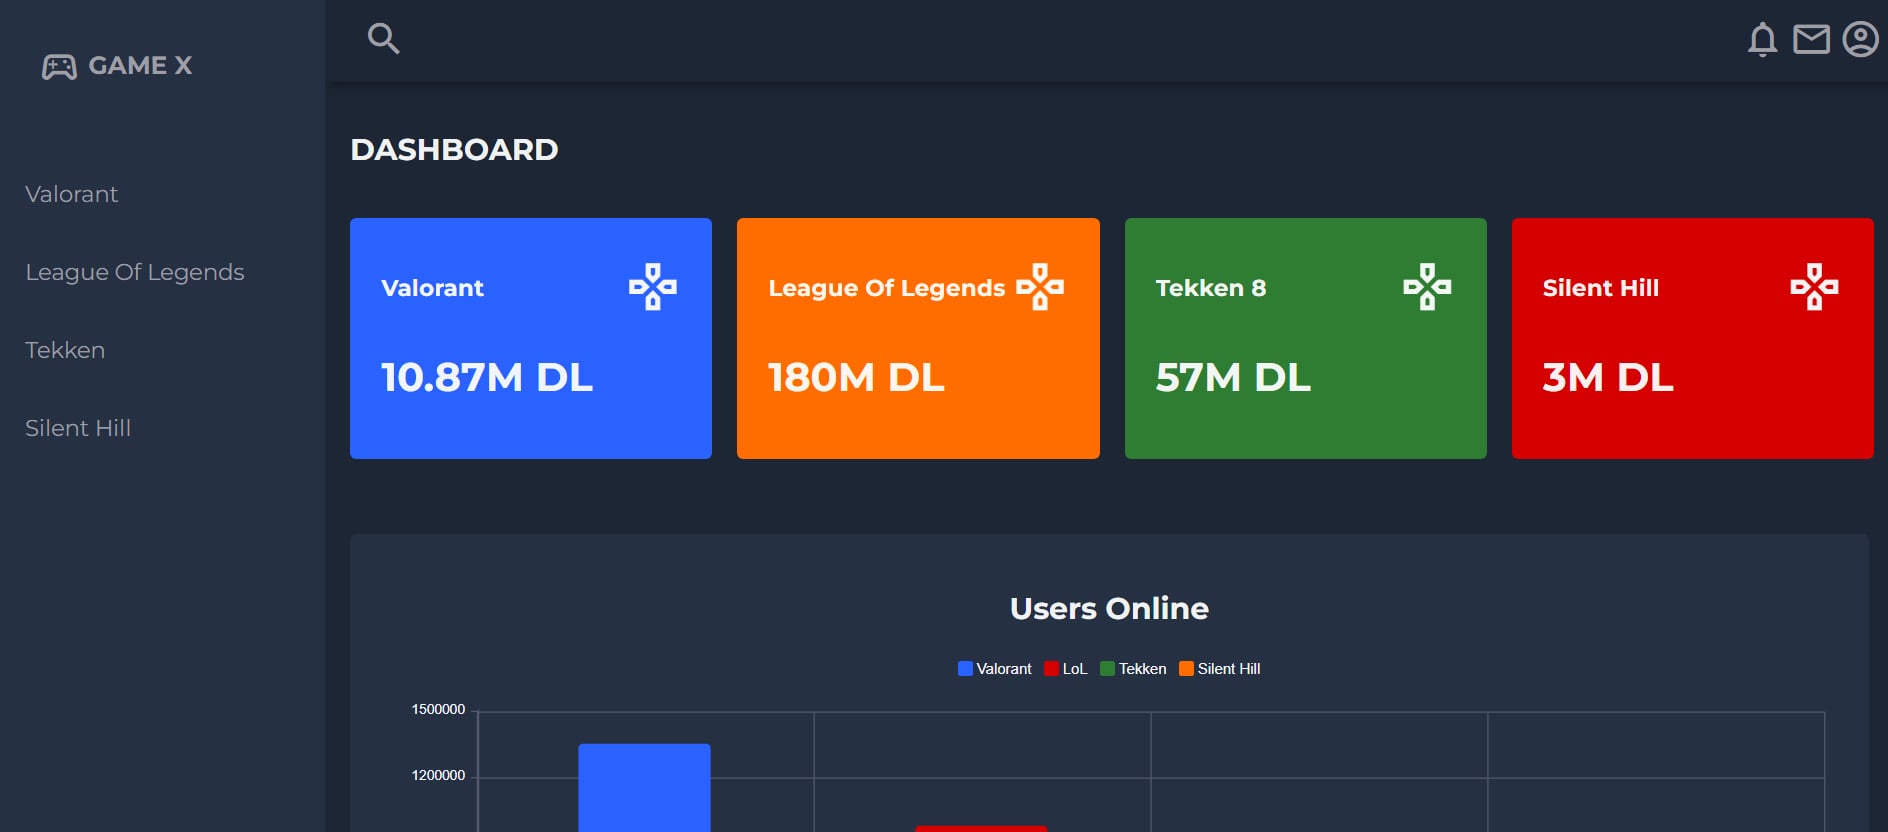 GAME X
Valorant
League Of Legends
Tekken
Silent Hill
DASHBOARD
Valorant
10.87M DL
League Of Legends
180M DL
Tekken 8
57M DL
Silent Hill
3M DL
Users Online
Valorant LoL Tekken Silent Hill
1500000
1200000